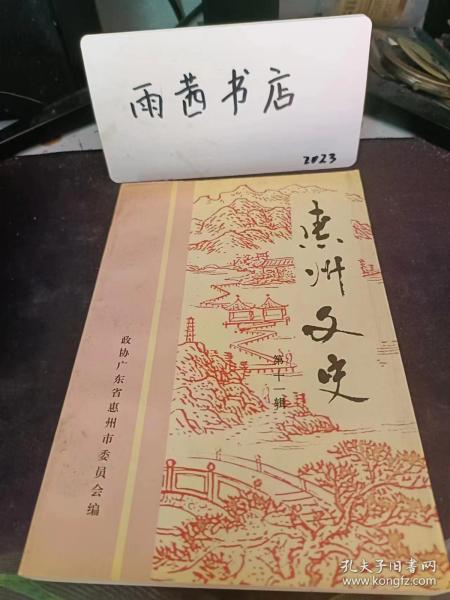 雨茜书店
2023
惠州文史
第十一辑
政协广东省惠州市委员会编
孔夫子旧书网
www.kongfz.com